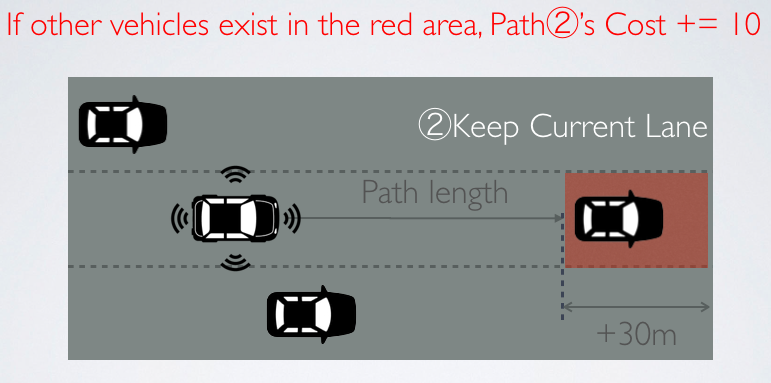 If other vehicles exist in the red area, Path②'s Cost += 10
②Keep Current Lane
Path length
+30m